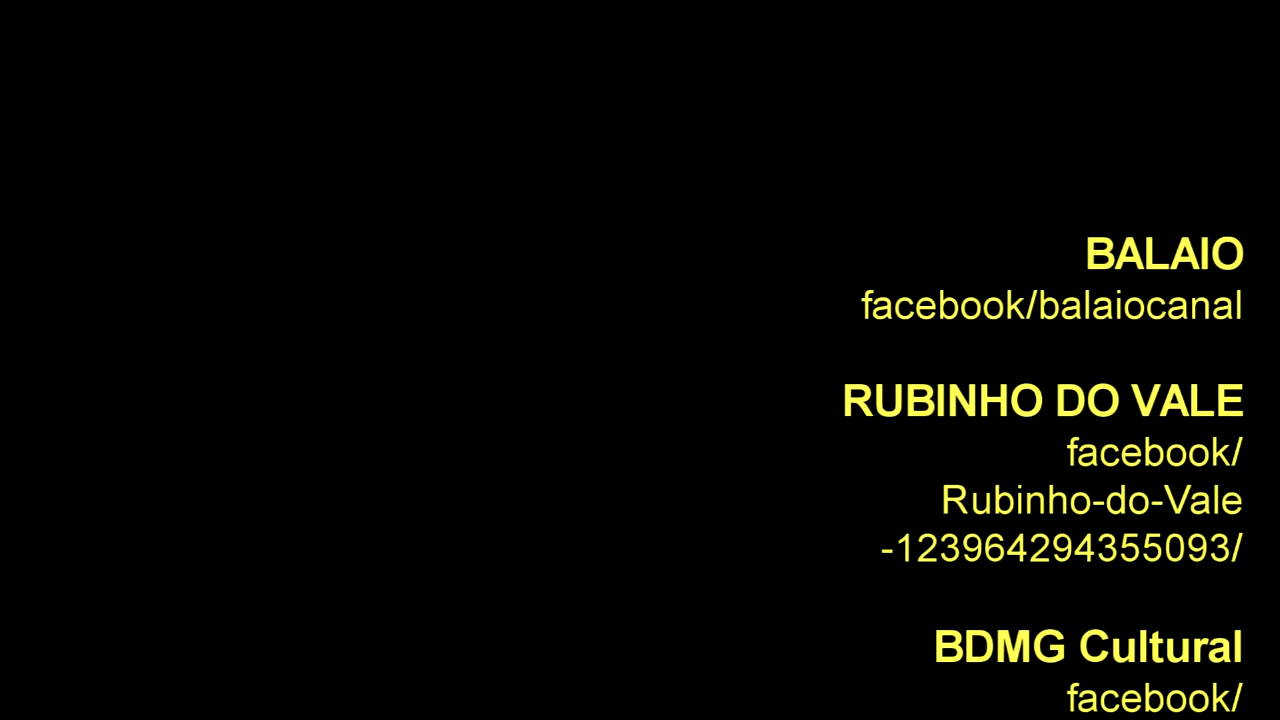 BALAIO
facebook/balaiocanal
RUBINHO DO VALE
facebook/
Rubinho-do-Vale
-123964294355093/
BDMG Cultural
facebook/